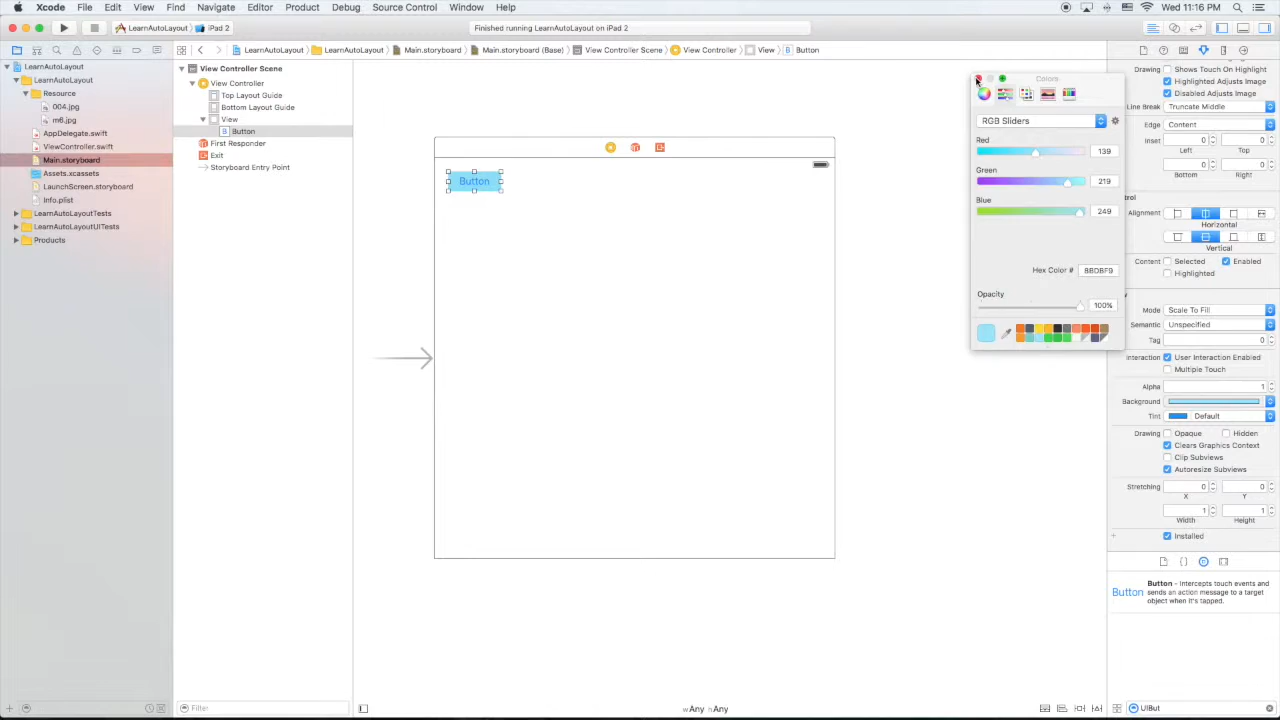 Xcode File Edit View Find Navigate Editor Product Debug Source Control Window Help Wed 11:16 PM
LearnAutoLayout iPad 2 Finished running LearnAutoLayout on iPad 2
LearnAutoLayout LearnAutoLayout Main.storyboard Main.storyboard (Base) View Controller Scene View Controller View Button
LearnAutoLayout
LearnAutoLayout
Resource
004.jpg
m6.jpg
AppDelegate.swift
ViewController.swift
Main.storyboard
Assets.xcassets
LaunchScreen.storyboard
Info.plist
LearnAutoLayoutTests
LearnAutoLayoutUITests
Products
View Controller Scene
View Controller
Top Layout Guide
Bottom Layout Guide
View
B Button
First Responder
Exit
Storyboard Entry Point
Filter
Button
wAny hAny
Colors
RGB Sliders
Red
139
Green
219
Blue
249
Hex Color # 8BDBF9
Opacity
100%
Drawing Shows Touch On Highlight
Highlighted Adjusts Image
Disabled Adjusts Image
Line Break Truncate Middle
Edge Content
Inset 0 0
Left Top
0 0
Bottom Right
Alignment
Horizontal
Vertical
Content Selected Enabled
Highlighted
Mode Scale To Fill
Semantic Unspecified
Tag 0
Interaction User Interaction Enabled
Multiple Touch
Alpha 1
Background
Tint Default
Drawing Opaque Hidden
Clears Graphics Context
Clip Subviews
Autoresize Subviews
Stretching 0 0
X Y
1 1
Width Height
Installed
Button
Button - Intercepts touch events and
sends an action message to a target
object when it's tapped.
UIBut